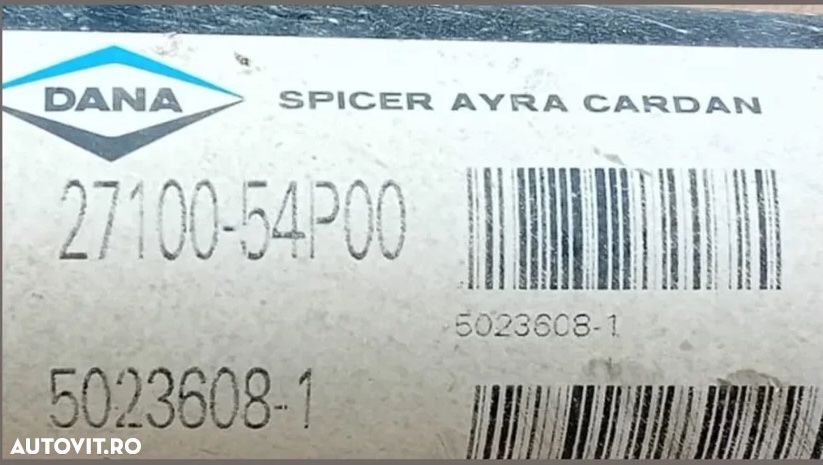 DANA
SPICER AYRA CARDAN
27100-54P00
5023608-1
5023608-1
AUTOVIT.RO